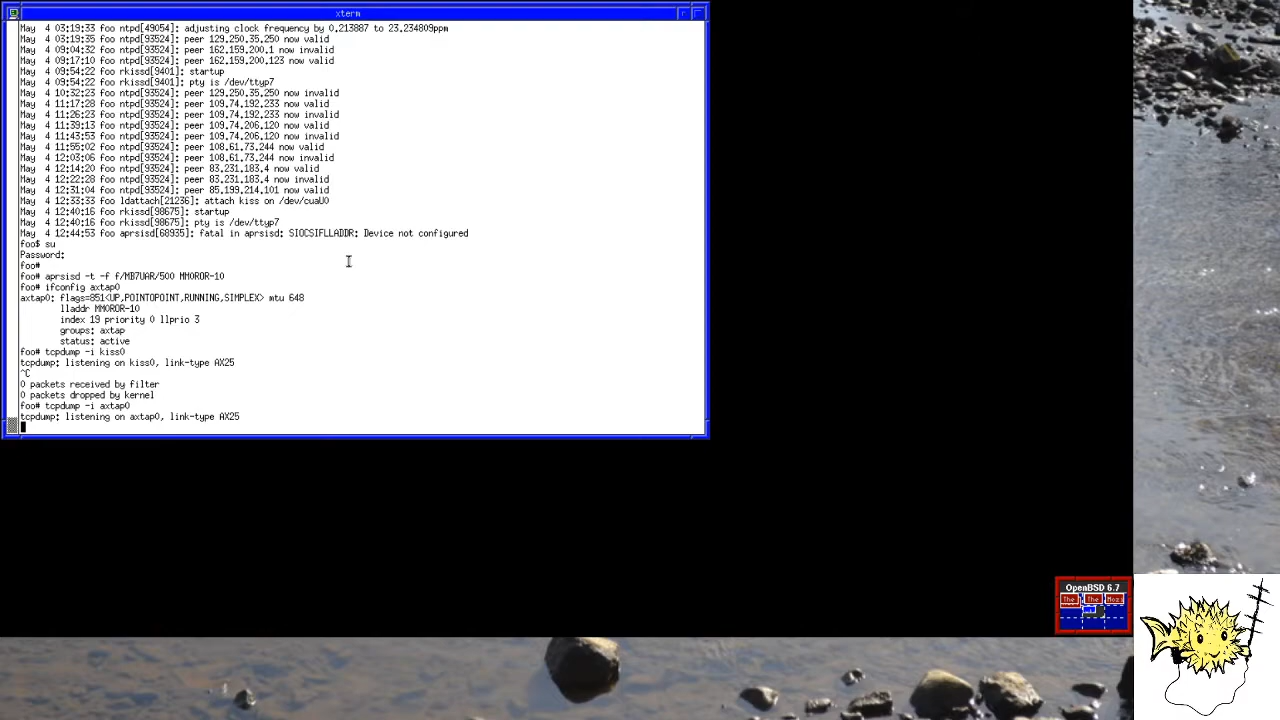 xterm
May  4 03:19:33 foo ntpd[49054]: adjusting clock frequency by 0.213887 to 23.234809ppm
May  4 03:19:35 foo ntpd[93524]: peer 129.250.35.250 now valid
May  4 09:04:32 foo ntpd[93524]: peer 162.159.200.1 now invalid
May  4 09:17:10 foo ntpd[93524]: peer 162.159.200.123 now valid
May  4 09:54:22 foo rkissd[9401]: startup
May  4 09:54:22 foo rkissd[9401]: pty is /dev/ttyp7
May  4 10:32:23 foo ntpd[93524]: peer 129.250.35.250 now invalid
May  4 11:17:28 foo ntpd[93524]: peer 109.74.192.233 now valid
May  4 11:26:23 foo ntpd[93524]: peer 109.74.192.233 now invalid
May  4 11:39:13 foo ntpd[93524]: peer 109.74.206.120 now valid
May  4 11:43:53 foo ntpd[93524]: peer 109.74.206.120 now invalid
May  4 11:55:02 foo ntpd[93524]: peer 108.61.73.244 now valid
May  4 12:03:06 foo ntpd[93524]: peer 108.61.73.244 now invalid
May  4 12:14:20 foo ntpd[93524]: peer 83.231.183.4 now valid
May  4 12:22:28 foo ntpd[93524]: peer 83.231.183.4 now invalid
May  4 12:31:04 foo ntpd[93524]: peer 85.199.214.101 now valid
May  4 12:33:33 foo ldattach[21236]: attach kiss on /dev/cuaU0
May  4 12:40:16 foo rkissd[98675]: startup
May  4 12:40:16 foo rkissd[98675]: pty is /dev/ttyp7
May  4 12:44:53 foo aprsisd[68935]: fatal in aprsisd: SIOCSIFLLADDR: Device not configured
foo$ su
Password:
foo#
foo# aprsisd -t -f f/MB7UAR/500 MM0ROR-10
foo# ifconfig axtap0
axtap0: flags=851<UP,POINTOPOINT,RUNNING,SIMPLEX> mtu 648
lladdr MM0ROR-10
index 19 priority 0 llprio 3
groups: axtap
status: active
foo# tcpdump -i kiss0
tcpdump: listening on kiss0, link-type AX25
^C
0 packets received by filter
0 packets dropped by kernel
foo# tcpdump -i axtap0
tcpdump: listening on axtap0, link-type AX25
OpenBSD 6.7
The The Moz